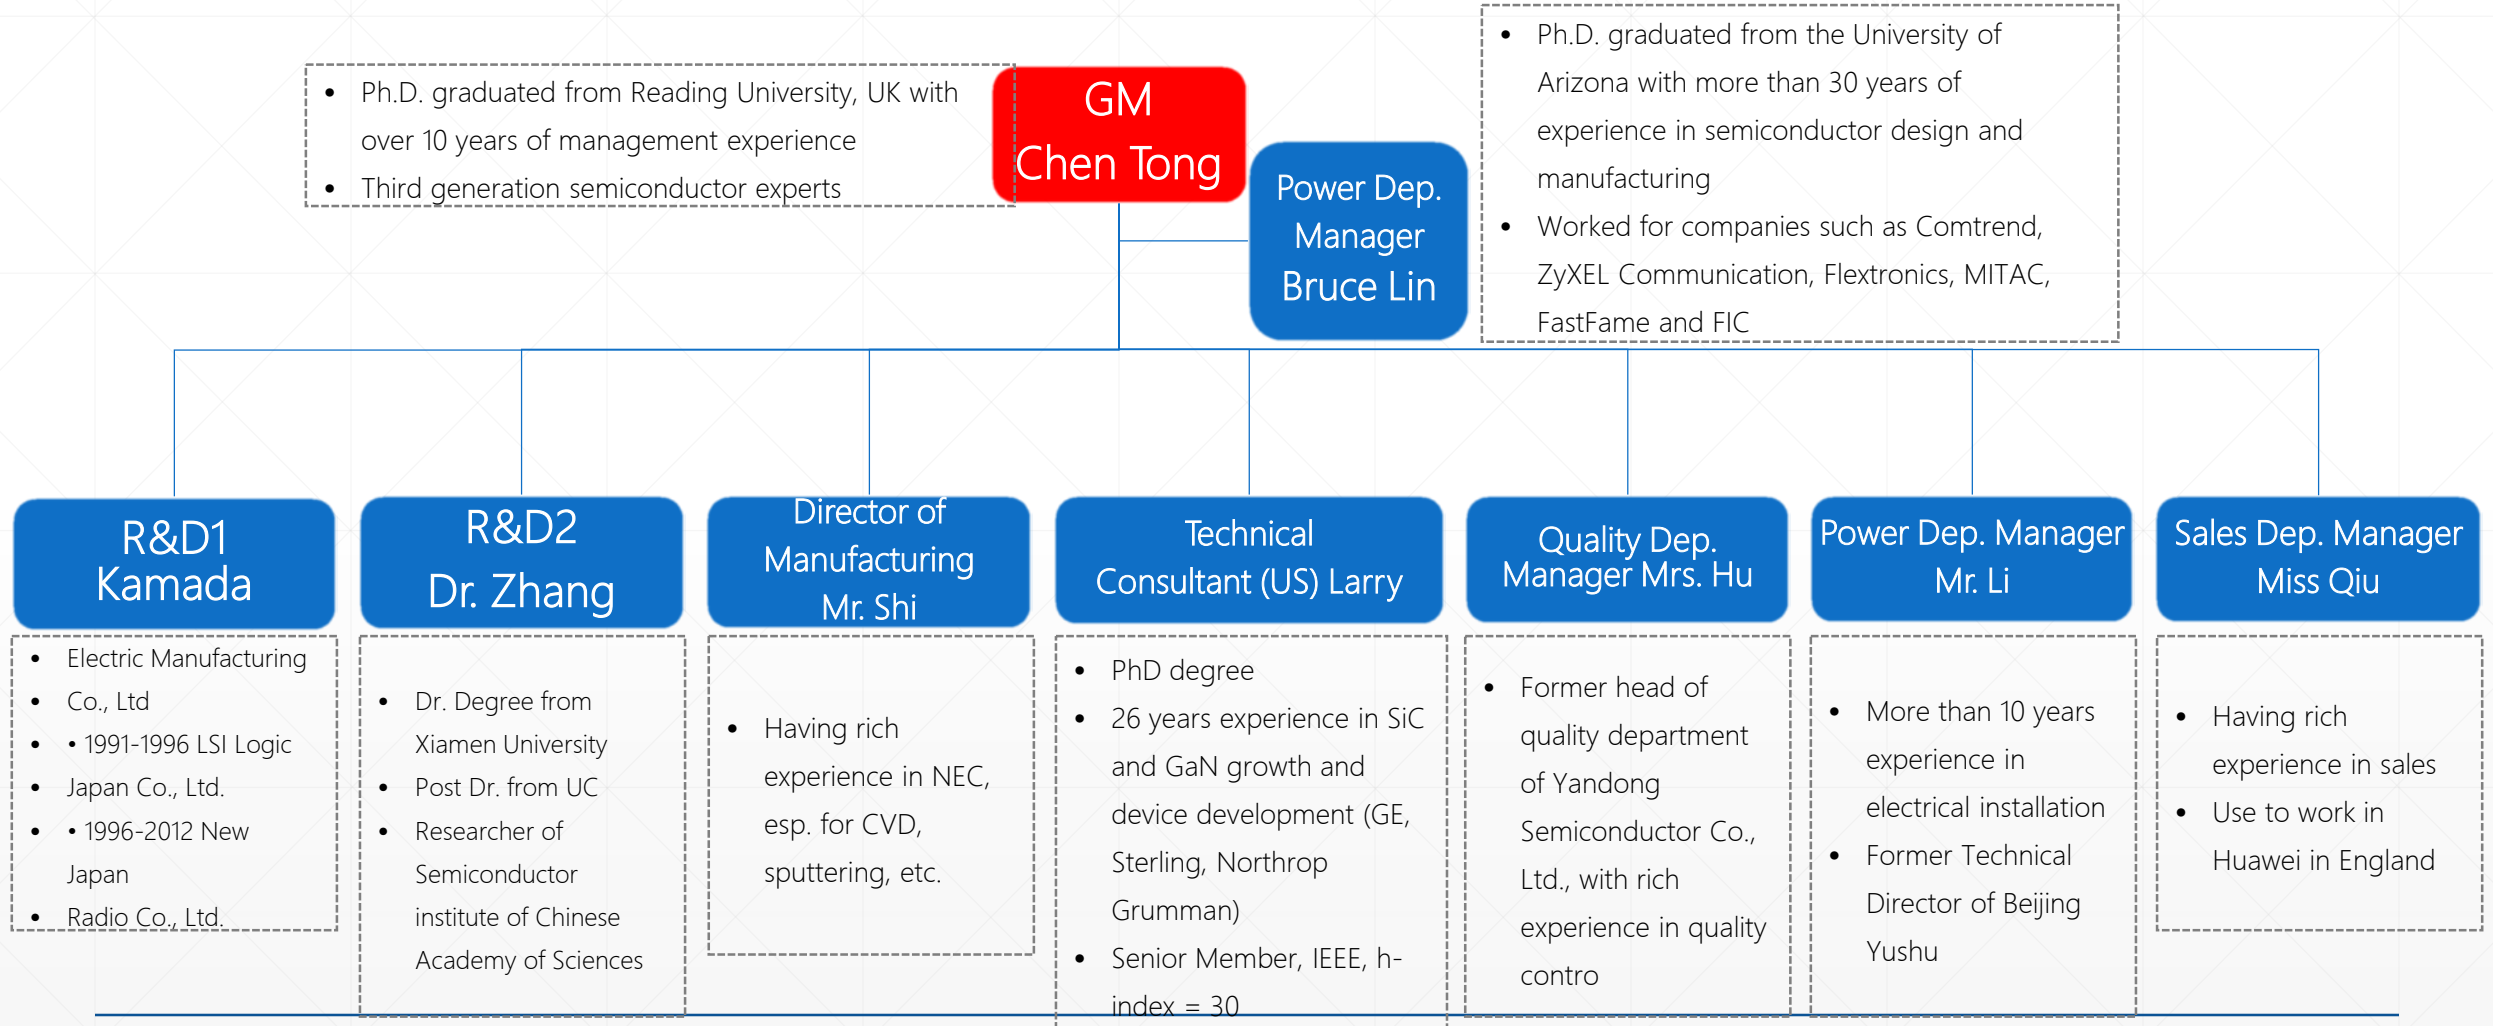 • Ph.D. graduated from Reading University, UK with
over 10 years of management experience
• Third generation semiconductor experts
GM
Chen Tong
Power Dep.
Manager
Bruce Lin
• Ph.D. graduated from the University of
Arizona with more than 30 years of
experience in semiconductor design and
manufacturing
• Worked for companies such as Comtrend,
ZyXEL Communication, Flextronics, MITAC,
FastFame and FIC
R&D1
Kamada
• Electric Manufacturing
• Co., Ltd
• • 1991-1996 LSI Logic
• Japan Co., Ltd.
• • 1996-2012 New
Japan
• Radio Co., Ltd.
R&D2
Dr. Zhang
• Dr. Degree from
Xiamen University
• Post Dr. from UC
• Researcher of
Semiconductor
institute of Chinese
Academy of Sciences
Director of
Manufacturing
Mr. Shi
• Having rich
experience in NEC,
esp. for CVD,
sputtering, etc.
Technical
Consultant (US) Larry
• PhD degree
• 26 years experience in SiC
and GaN growth and
device development (GE,
Sterling, Northrop
Grumman)
• Senior Member, IEEE, h-
index = 30
Quality Dep.
Manager Mrs. Hu
• Former head of
quality department
of Yandong
Semiconductor Co.,
Ltd., with rich
experience in quality
contro
Power Dep. Manager
Mr. Li
• More than 10 years
experience in
electrical installation
• Former Technical
Director of Beijing
Yushu
Sales Dep. Manager
Miss Qiu
• Having rich
experience in sales
• Use to work in
Huawei in England